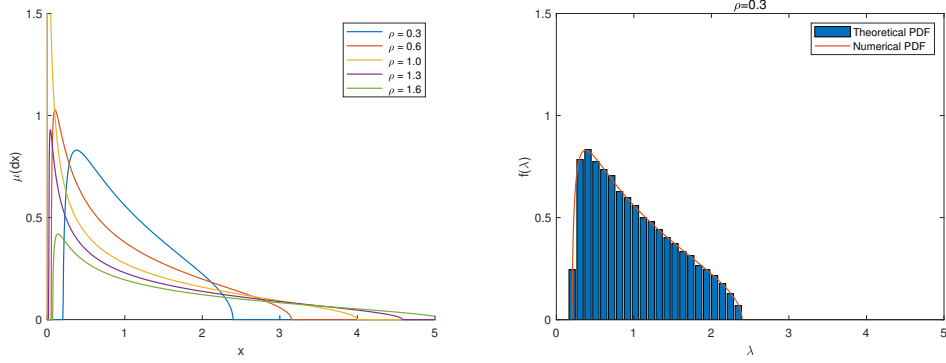 1.5
1
0.5
0
μ(dx)
0 1 2 3 4 5
x
ρ = 0.3
ρ = 0.6
ρ = 1.0
ρ = 1.3
ρ = 1.6
ρ=0.3
1.5
1
0.5
0
f(λ)
0 1 2 3 4 5
λ
Theoretical PDF
Numerical PDF